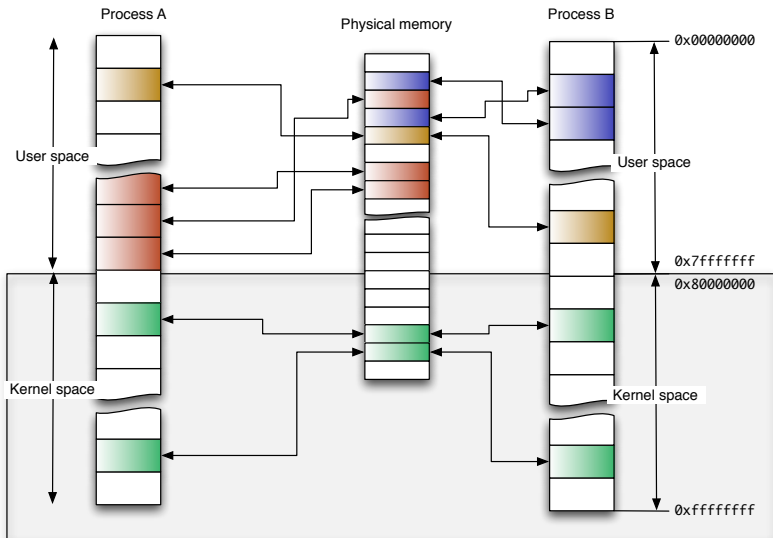 Process A
Physical memory
Process B
0x00000000
User space
User space
0x7fffffff
0x80000000
Kernel space
Kernel space
0xffffffff